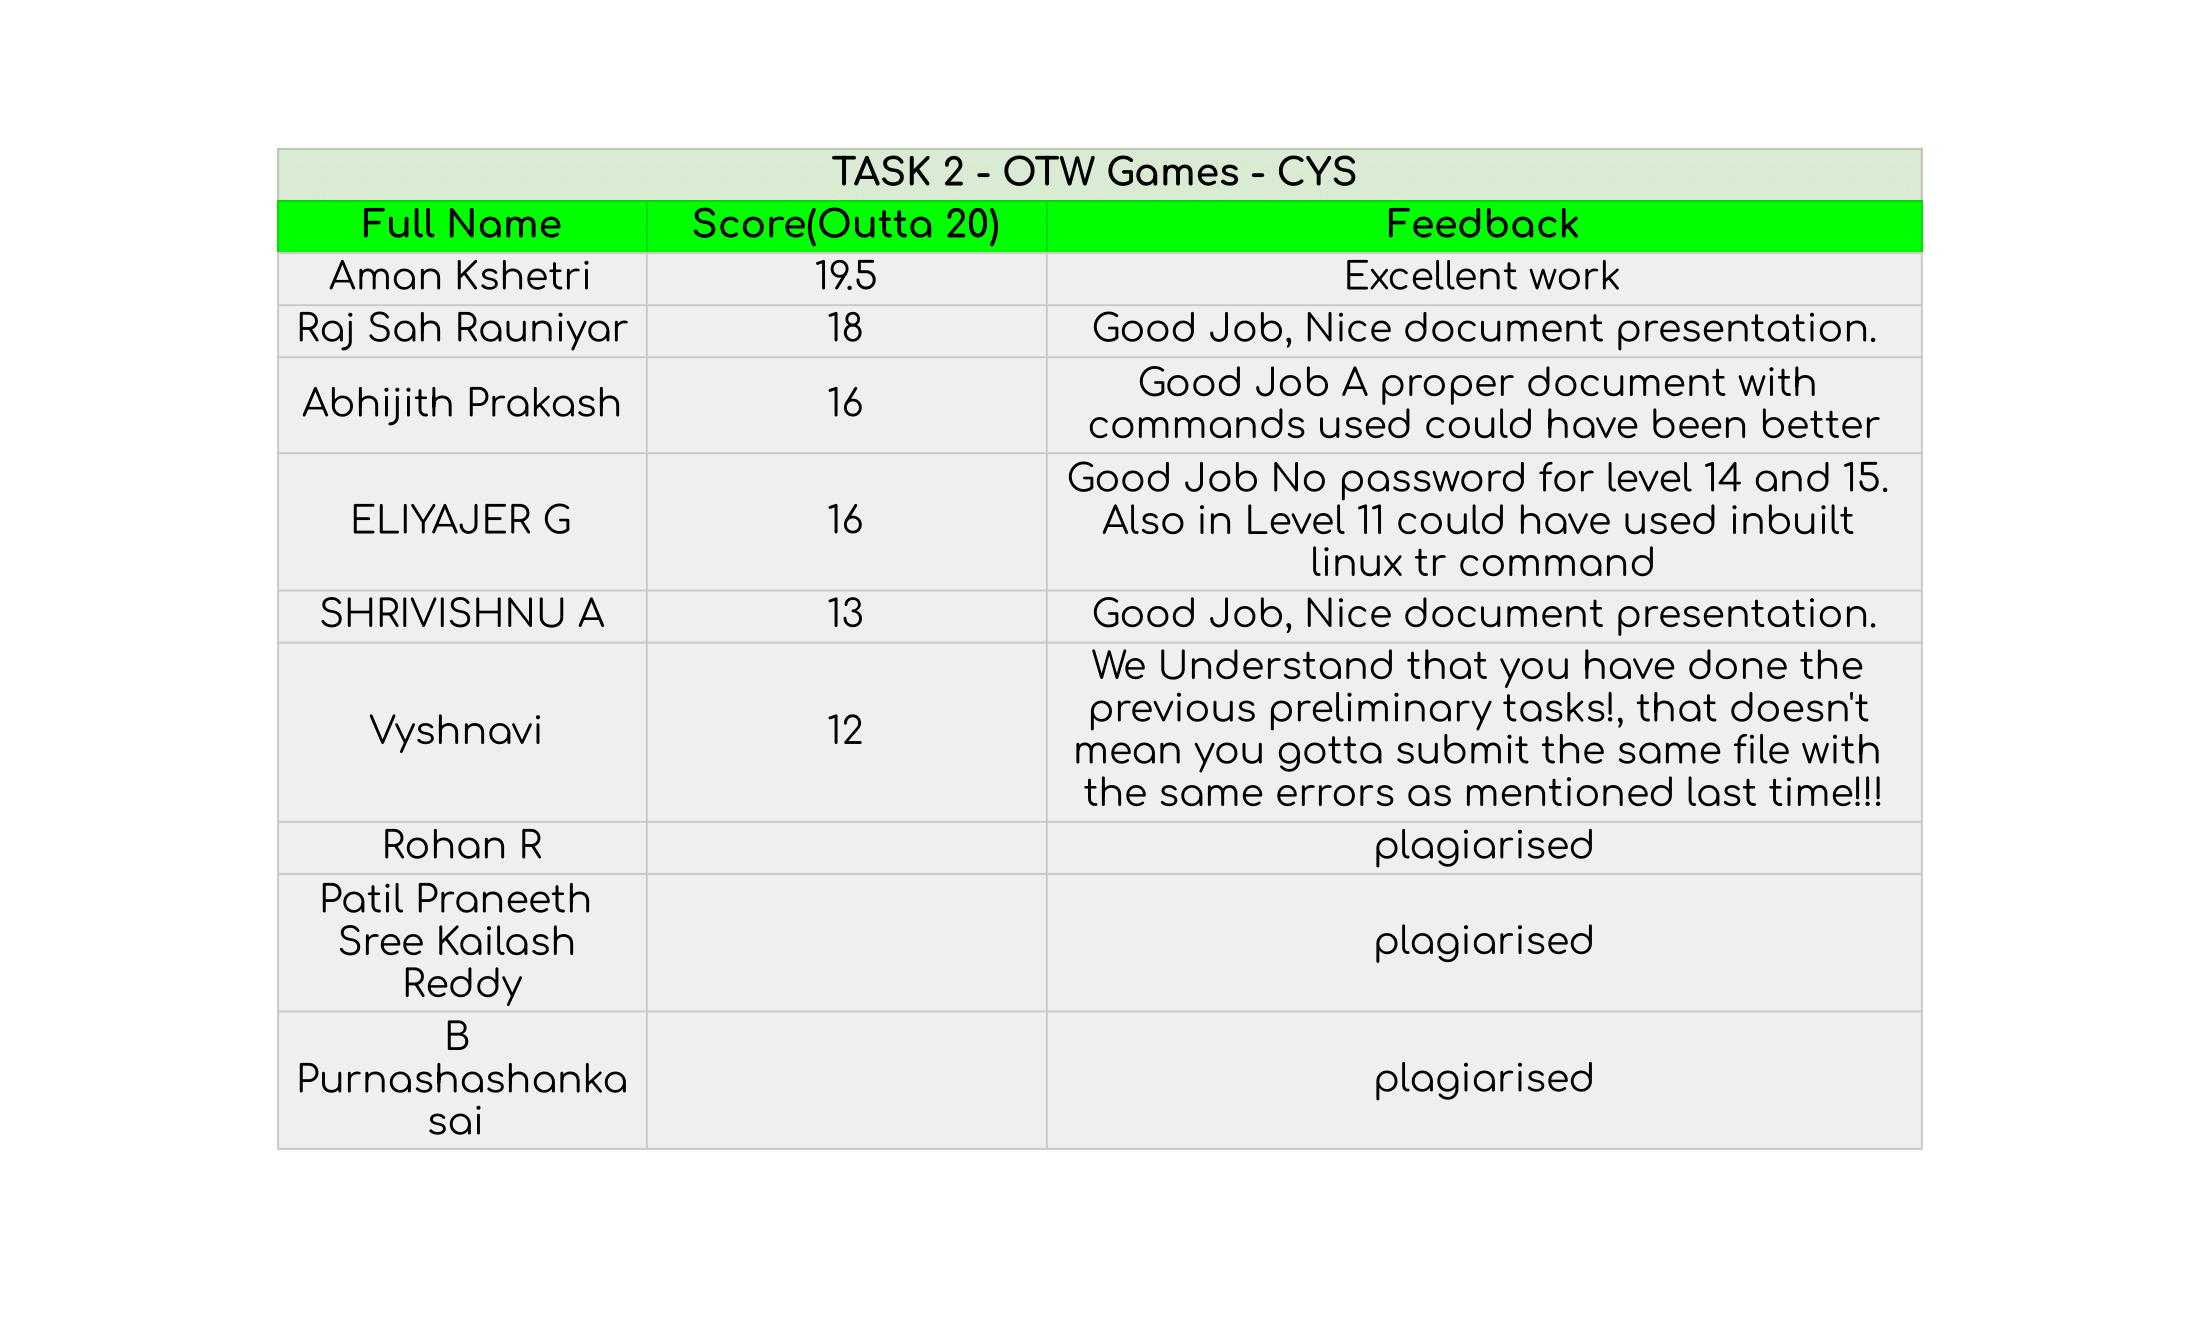 TASK 2 - OTW Games - CYS
Full Name Score(Outta 20) Feedback
Aman Kshetri 19.5 Excellent work
Raj Sah Rauniyar 18 Good Job, Nice document presentation.
Abhijith Prakash 16 Good Job A proper document with
commands used could have been better
ELIYAJER G 16 Good Job No password for level 14 and 15.
Also in Level 11 could have used inbuilt
linux tr command
SHRIVISHNU A 13 Good Job, Nice document presentation.
Vyshnavi 12 We Understand that you have done the
previous preliminary tasks!, that doesn't
mean you gotta submit the same file with
the same errors as mentioned last time!!!
Rohan R plagiarised
Patil Praneeth
Sree Kailash
Reddy
plagiarised
B
Purnashashanka
sai
plagiarised